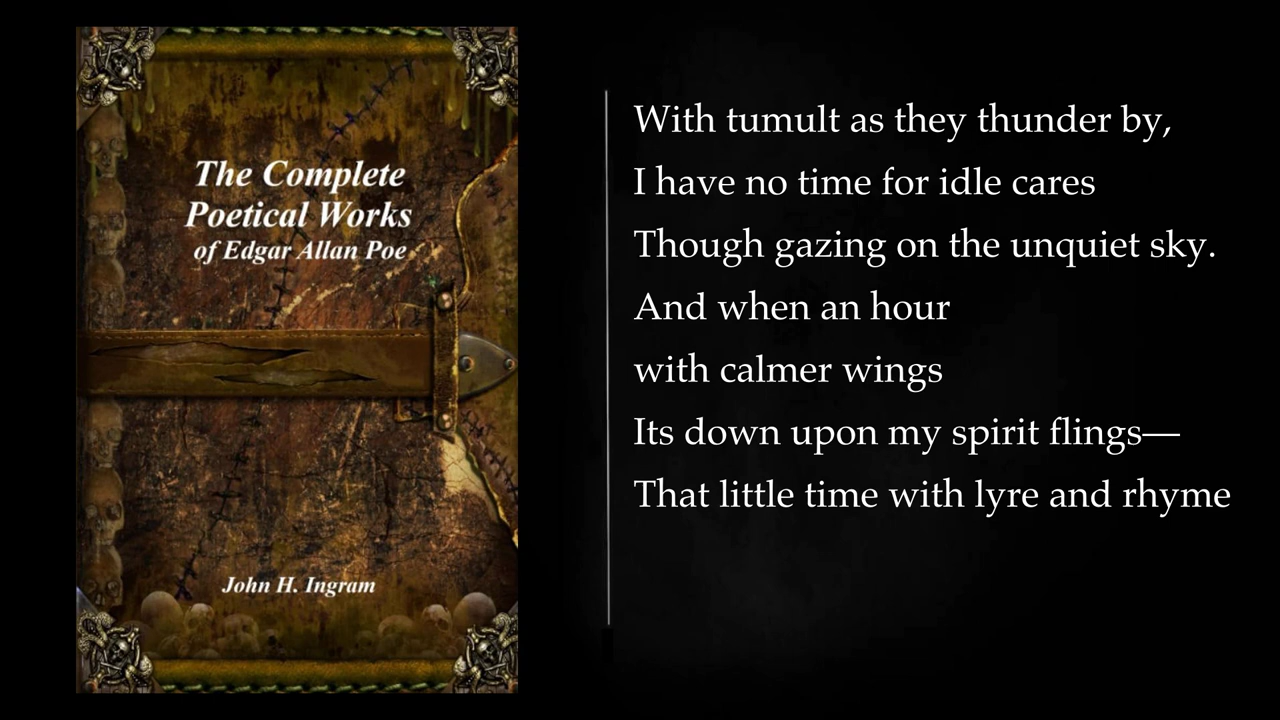 The Complete
Poetical Works
of Edgar Allan Poe
John H. Ingram
With tumult as they thunder by,
I have no time for idle cares
Though gazing on the unquiet sky.
And when an hour
with calmer wings
Its down upon my spirit flings—
That little time with lyre and rhyme